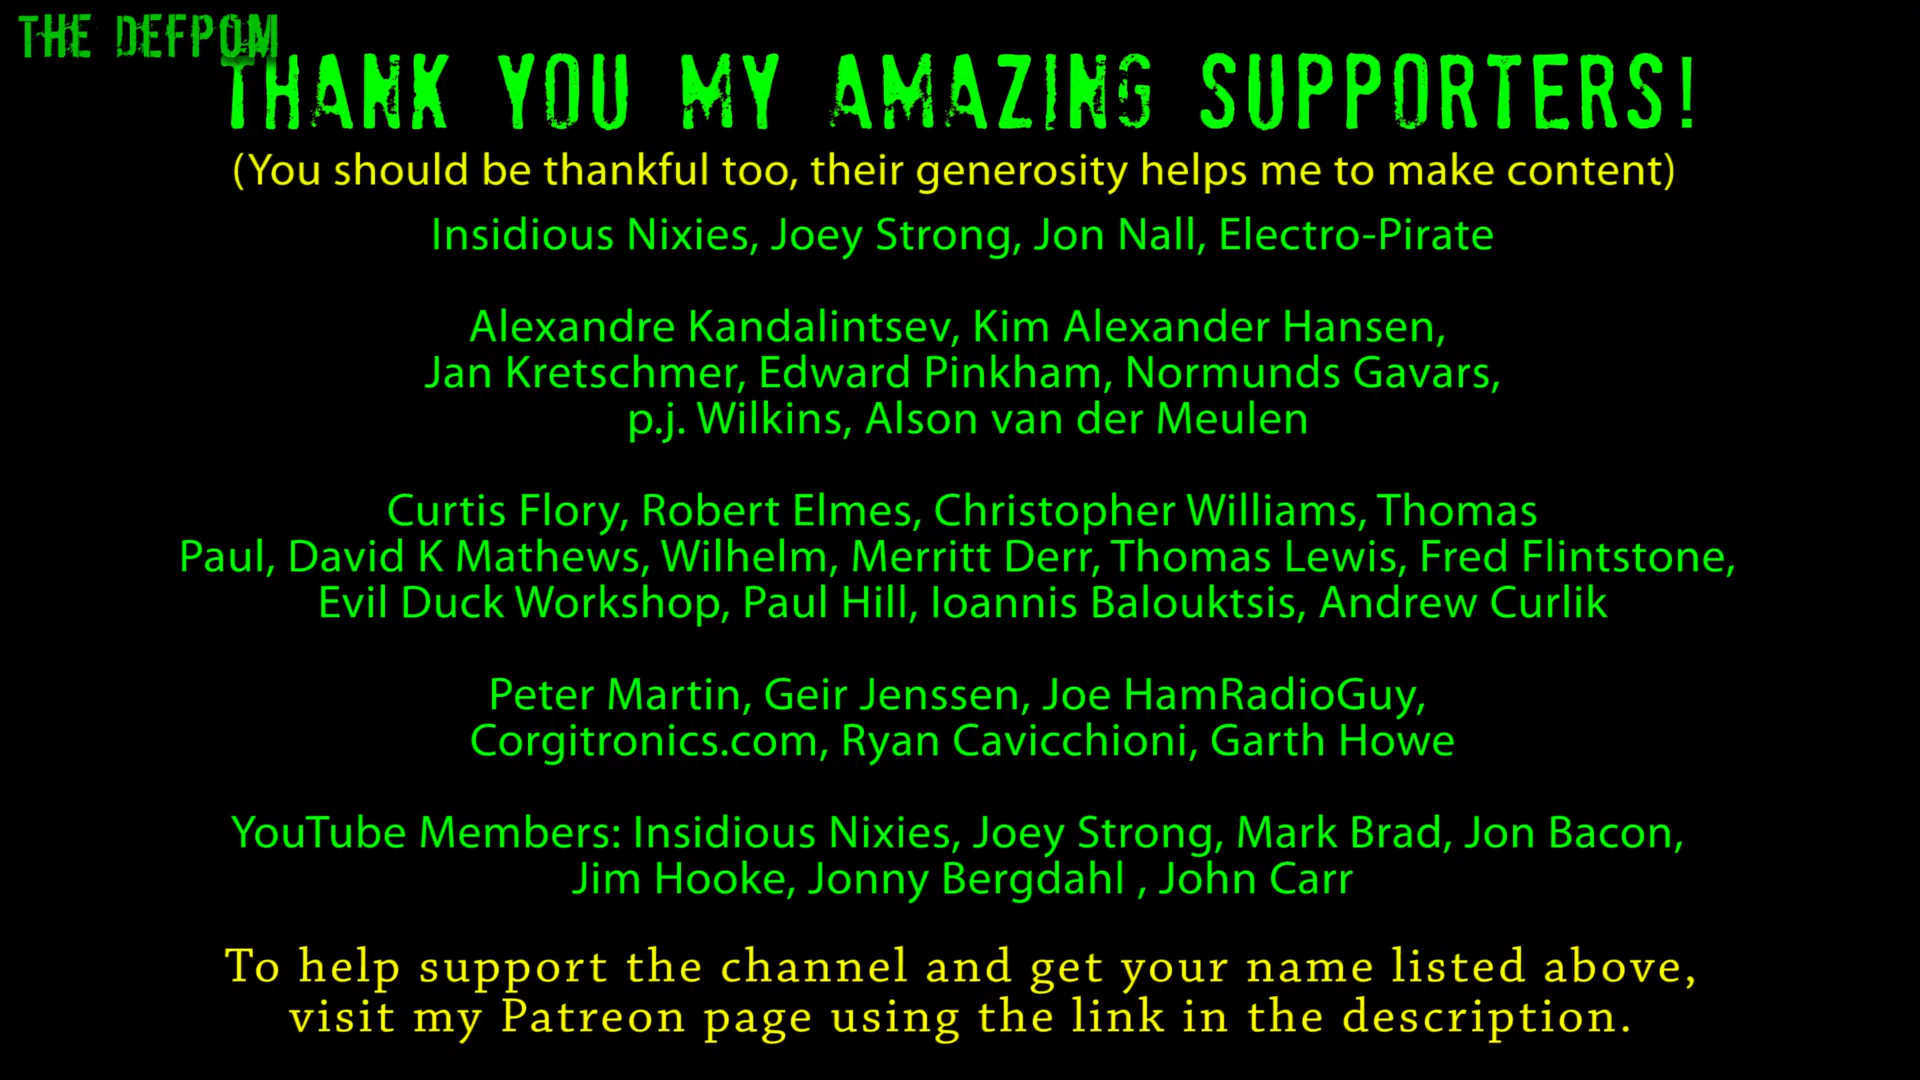 THE DEFPOM
THANK YOU MY AMAZING SUPPORTERS!
(You should be thankful too, their generosity helps me to make content)
Insidious Nixies, Joey Strong, Jon Nall, Electro-Pirate
Alexandre Kandalintsev, Kim Alexander Hansen,
Jan Kretschmer, Edward Pinkham, Normunds Gavars,
p.j. Wilkins, Alson van der Meulen
Curtis Flory, Robert Elmes, Christopher Williams, Thomas
Paul, David K Mathews, Wilhelm, Merritt Derr, Thomas Lewis, Fred Flintstone,
Evil Duck Workshop, Paul Hill, Ioannis Balouktsis, Andrew Curlik
Peter Martin, Geir Jenssen, Joe HamRadioGuy,
Corgitronics.com, Ryan Cavicchioni, Garth Howe
YouTube Members: Insidious Nixies, Joey Strong, Mark Brad, Jon Bacon,
Jim Hooke, Jonny Bergdahl , John Carr
To help support the channel and get your name listed above,
visit my Patreon page using the link in the description.